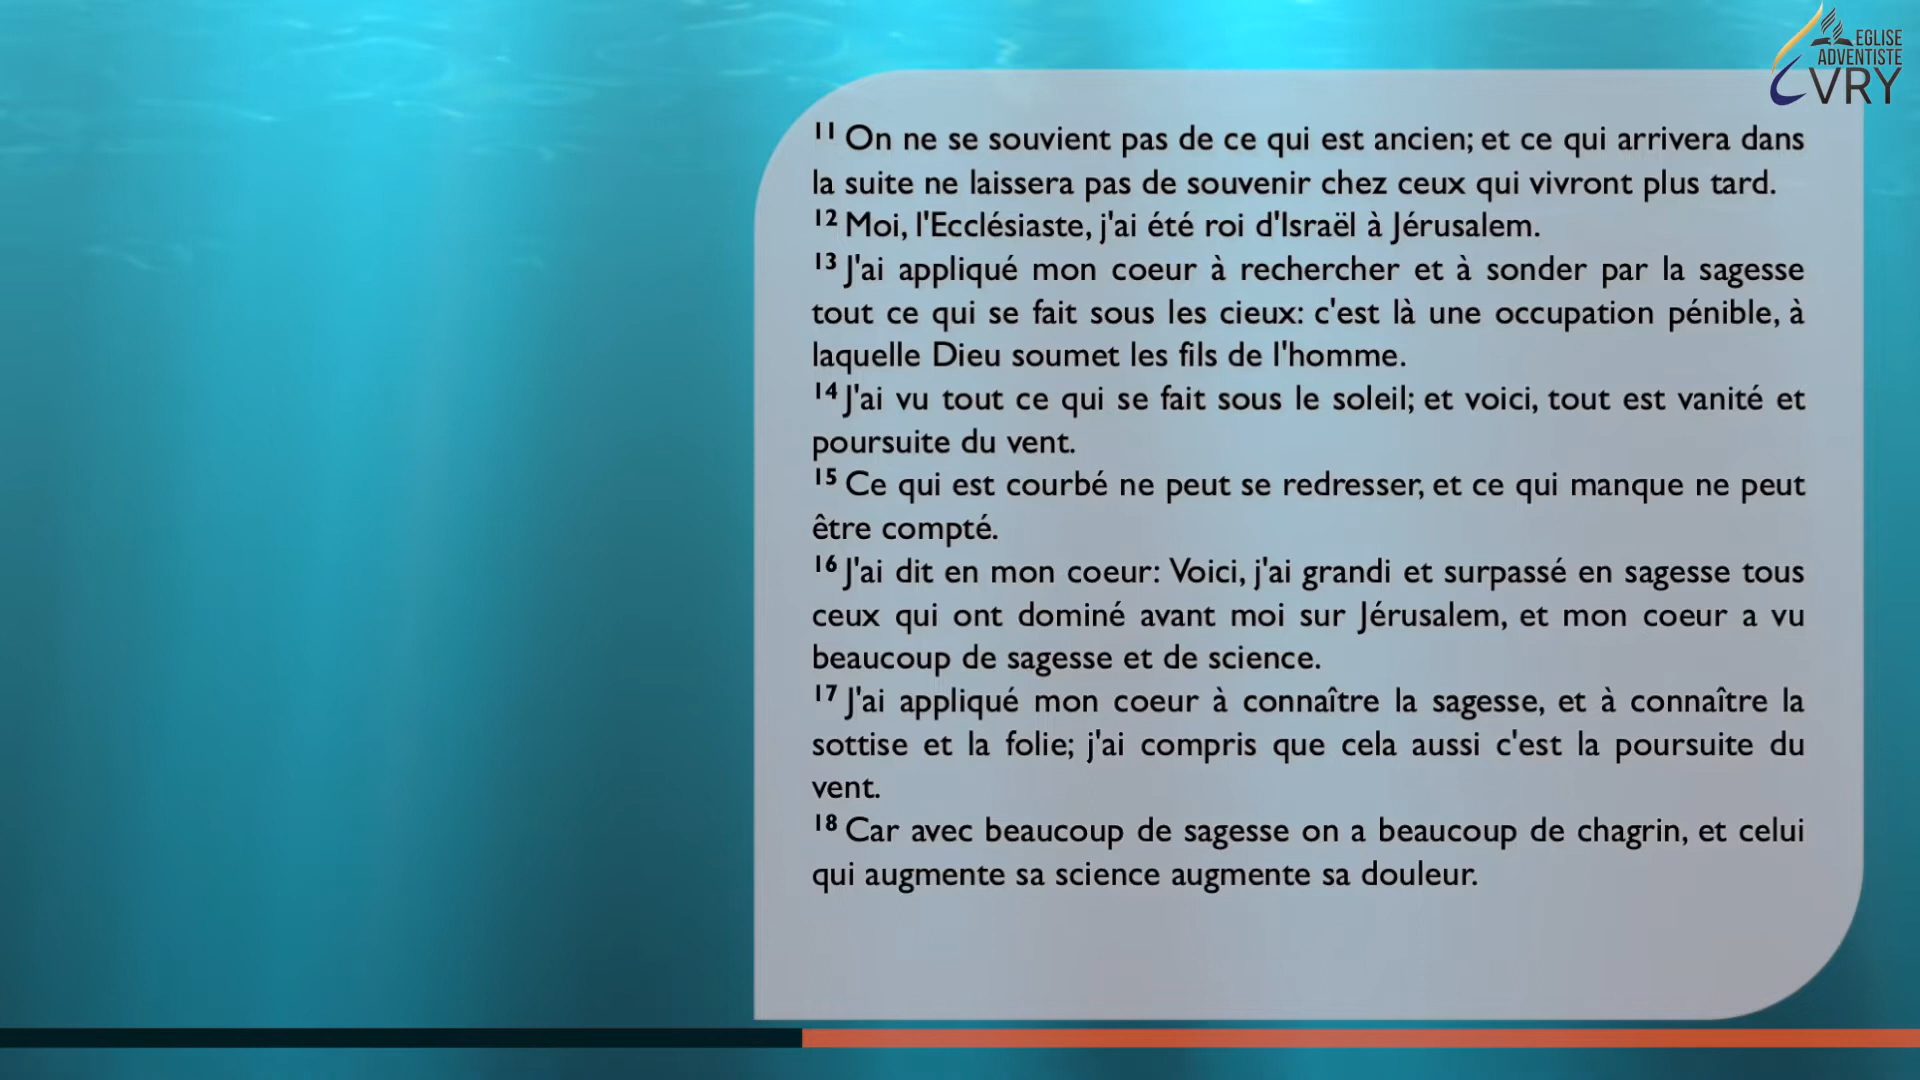 EGLISE
ADVENTISTE
EVRY
11 On ne se souvient pas de ce qui est ancien; et ce qui arrivera dans
la suite ne laissera pas de souvenir chez ceux qui vivront plus tard.
12 Moi, l'Ecclésiaste, j'ai été roi d'Israël à Jérusalem.
13 J'ai appliqué mon coeur à rechercher et à sonder par la sagesse
tout ce qui se fait sous les cieux: c'est là une occupation pénible, à
laquelle Dieu soumet les fils de l'homme.
14 J'ai vu tout ce qui se fait sous le soleil; et voici, tout est vanité et
poursuite du vent.
15 Ce qui est courbé ne peut se redresser, et ce qui manque ne peut
être compté.
16 J'ai dit en mon coeur: Voici, j'ai grandi et surpassé en sagesse tous
ceux qui ont dominé avant moi sur Jérusalem, et mon coeur a vu
beaucoup de sagesse et de science.
17 J'ai appliqué mon coeur à connaître la sagesse, et à connaître la
sottise et la folie; j'ai compris que cela aussi c'est la poursuite du
vent.
18 Car avec beaucoup de sagesse on a beaucoup de chagrin, et celui
qui augmente sa science augmente sa douleur.